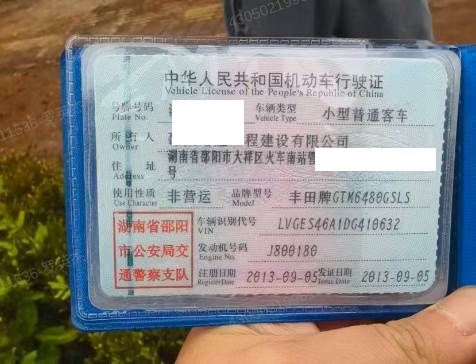 中华人民共和国机动车行驶证
Vehicle License of the People's Republic of China
号牌号码
Plate No.
车辆类型
Vehicle Type
小型普通客车
所有人
Owner
程建设有限公司
住址
Address
湖南省邵阳市大祥区火车南站
号
使用性质
Use Character
非营运
品牌型号
Model
丰田牌GTM6480GSLS
湖南省邵阳
市公安局交
通警察支队
车辆识别代号
VIN
LVGES46A1DG410632
发动机号码
Engine No.
J800180
注册日期
Register Date
2013-09-05
发证日期
Issue Date
2013-09-05